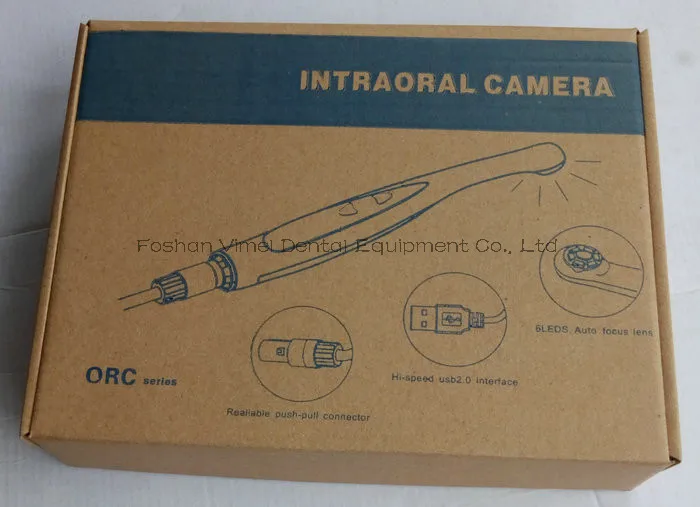 INTRAORAL CAMERA
Foshan Vimel Dental Equipment Co., Ltd
6LEDS, Auto focus lens
Hi-speed usb2.0 interface
ORC series
Realiable push-pull connector